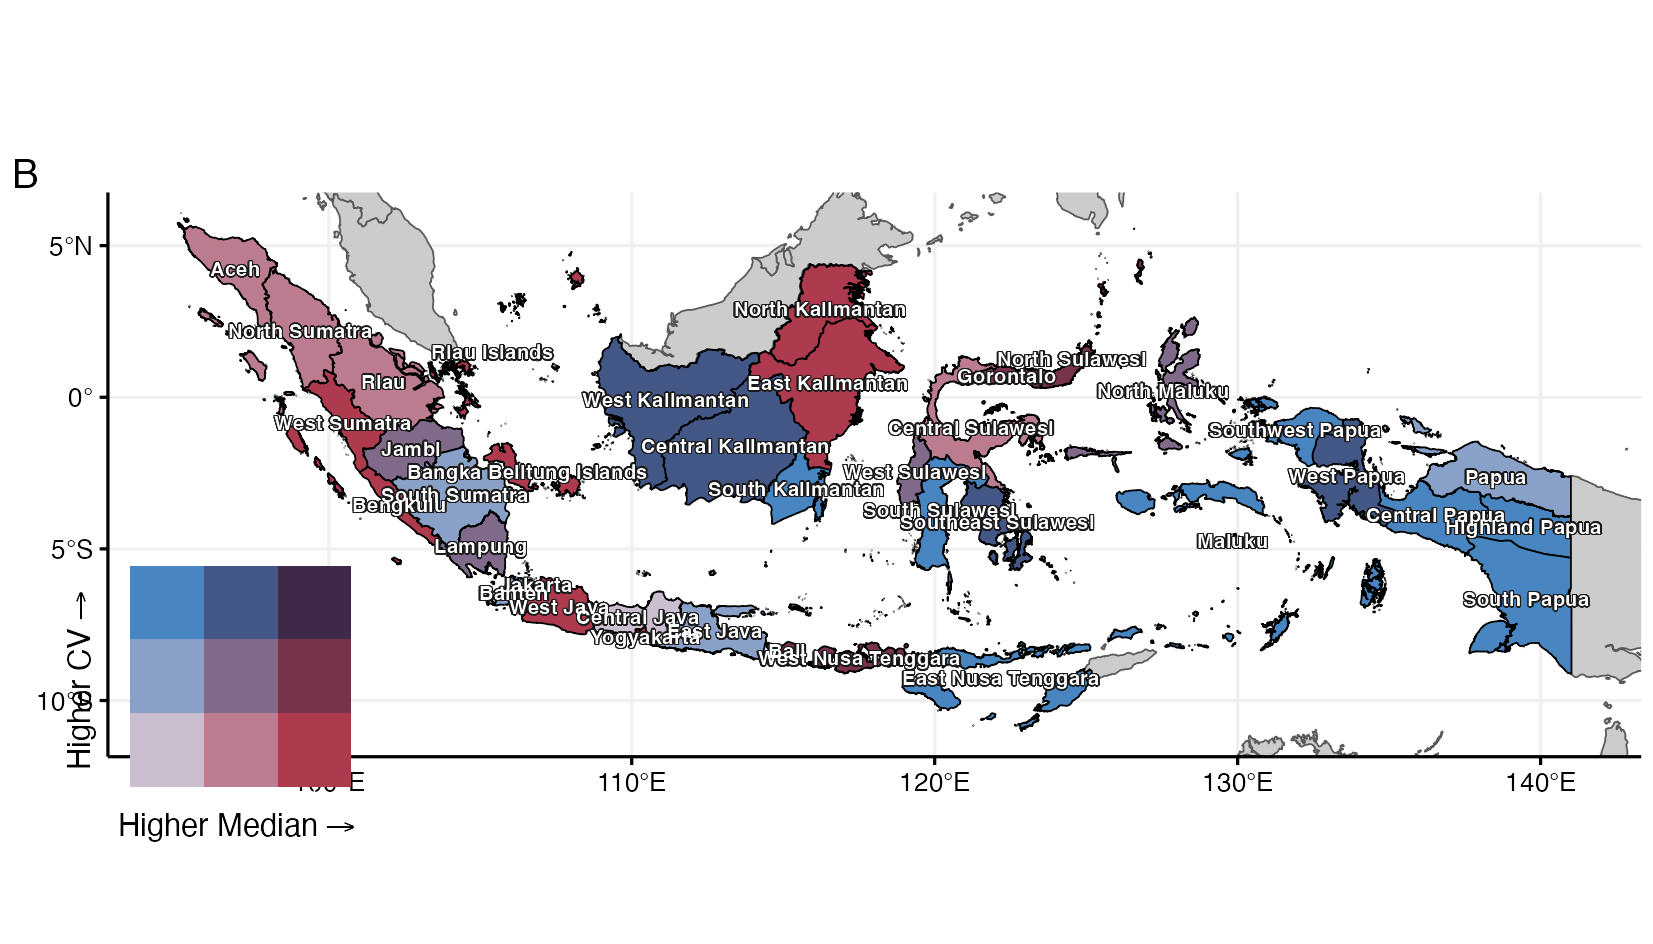 B
5°N
0°
5°S
10°S
Aceh
North Sumatra
RIau Islands
RIau
West Sumatra
JambI
Bangka BelItung Islands
South Sumatra
Bengkulu
Lampung
Jakarta
Banten
West Java
Central Java
Yogyakarta
East Java
BalI
West Nusa Tenggara
East Nusa Tenggara
North KalImantan
East KalImantan
West KalImantan
Central KalImantan
South KalImantan
North SulawesI
Gorontalo
Central SulawesI
West SulawesI
South SulawesI
Southeast SulawesI
North Maluku
Maluku
Southwest Papua
West Papua
Papua
Central Papua
Highland Papua
South Papua
110°E
120°E
130°E
140°E
Higher CV →
Higher Median →